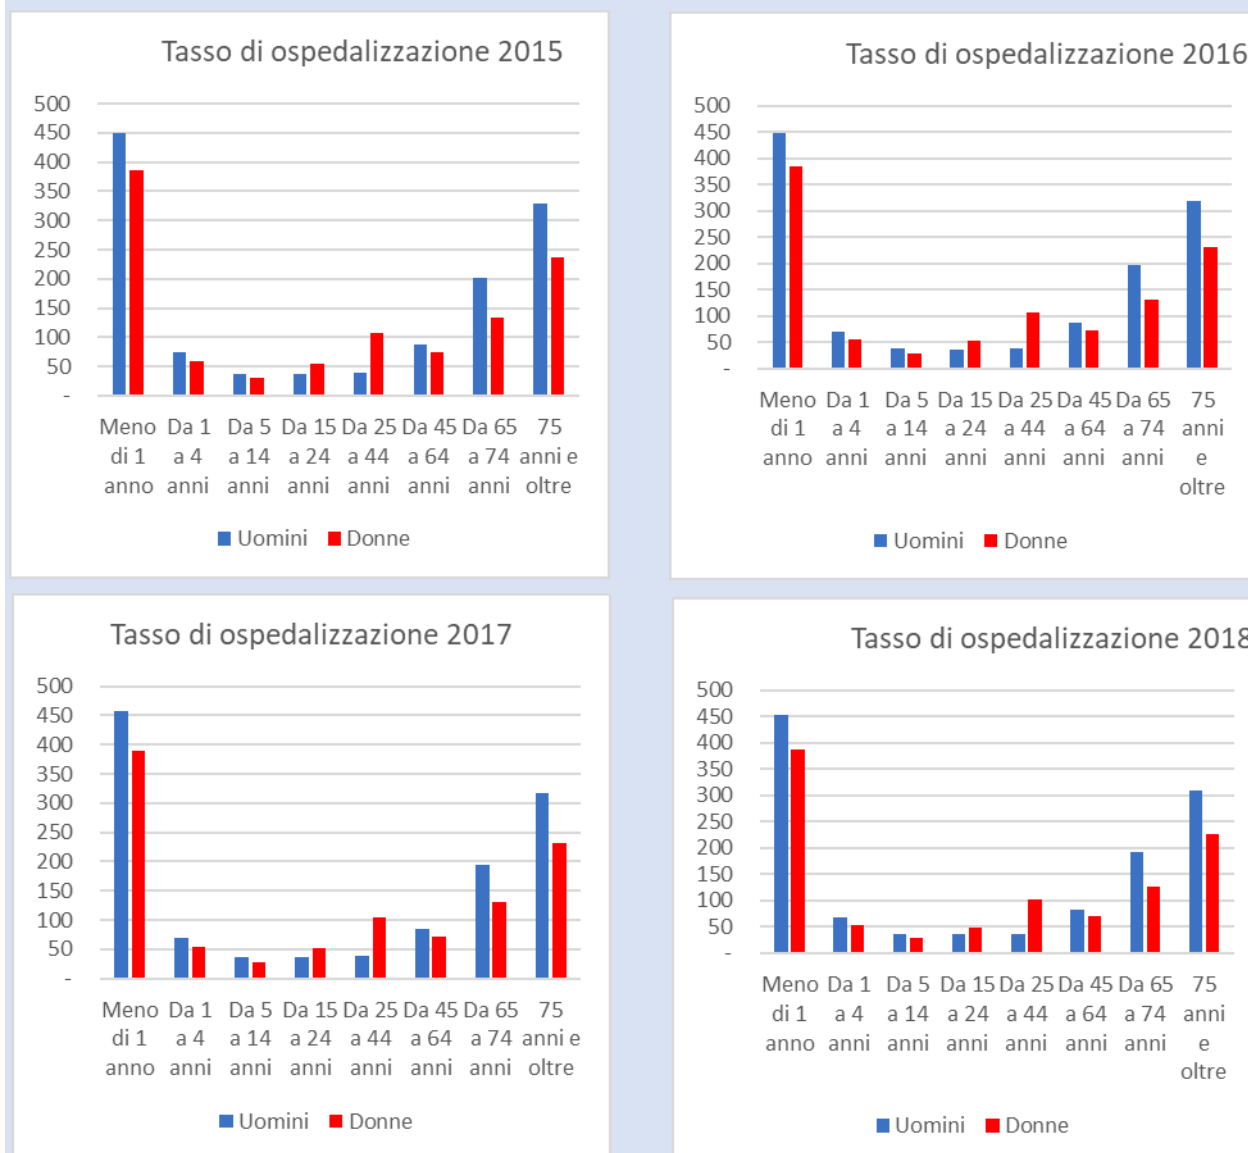 Tasso di ospedalizzazione 2015
500
450
400
350
300
250
200
150
100
50
-
Meno Da 1 Da 5 Da 15 Da 25 Da 45 Da 65 75
di 1 a 4 a 14 a 24 a 44 a 64 a 74 anni e
anno anni anni anni anni anni anni oltre
Uomini Donne
Tasso di ospedalizzazione 2016
500
450
400
350
300
250
200
150
100
50
-
Meno Da 1 Da 5 Da 15 Da 25 Da 45 Da 65 75
di 1 a 4 a 14 a 24 a 44 a 64 a 74 anni
anno anni anni anni anni anni anni e
oltre
Uomini Donne
Tasso di ospedalizzazione 2017
500
450
400
350
300
250
200
150
100
50
-
Meno Da 1 Da 5 Da 15 Da 25 Da 45 Da 65 75
di 1 a 4 a 14 a 24 a 44 a 64 a 74 anni e
anno anni anni anni anni anni anni oltre
Uomini Donne
Tasso di ospedalizzazione 2018
500
450
400
350
300
250
200
150
100
50
-
Meno Da 1 Da 5 Da 15 Da 25 Da 45 Da 65 75
di 1 a 4 a 14 a 24 a 44 a 64 a 74 anni
anno anni anni anni anni anni anni e
oltre
Uomini Donne